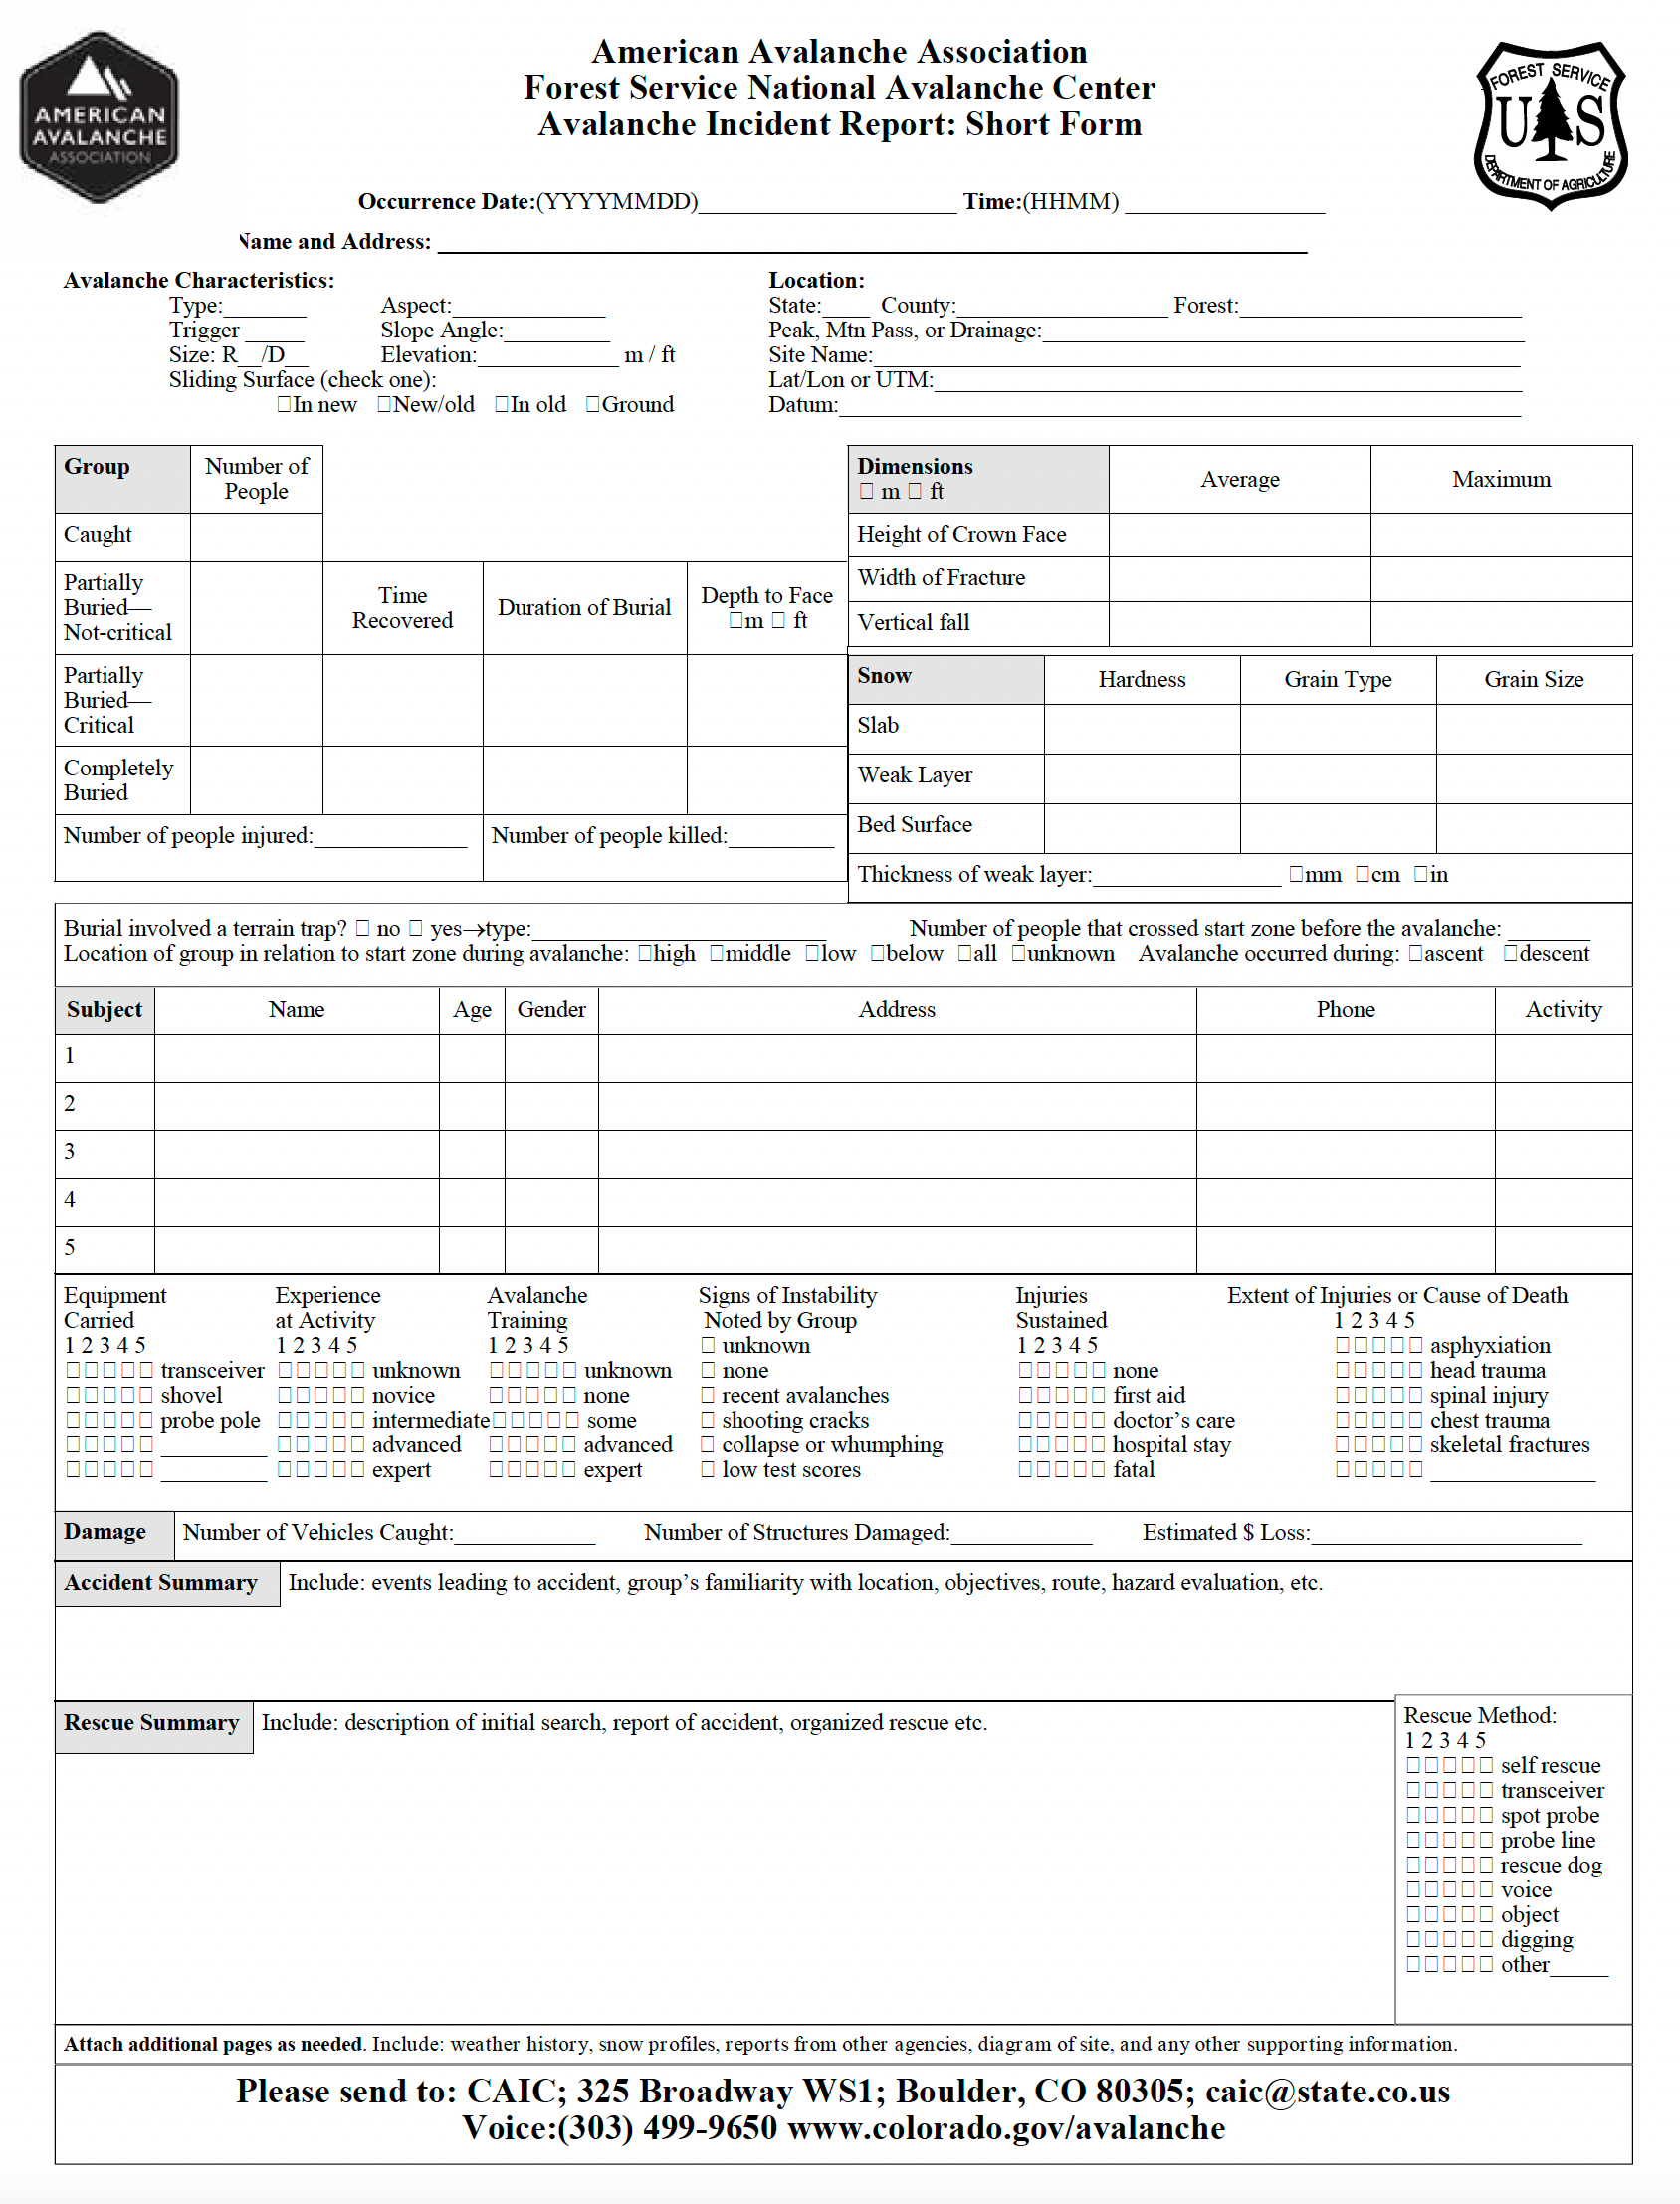 AMERICAN
AVALANCHE
ASSOCIATION
American Avalanche Association
Forest Service National Avalanche Center
Avalanche Incident Report: Short Form
FOREST SERVICE
U S
DEPARTMENT OF AGRICULTURE
Occurrence Date:(YYYYMMDD)______________________ Time:(HHMM) _________________
Name and Address: ______________________________
Avalanche Characteristics:
Type:_______ Aspect:_____________
Trigger _____ Slope Angle:_________
Size: R__/D__ Elevation:____________ m / ft
Sliding Surface (check one):
□In new □New/old □In old □Ground
Location:
State:____ County:__________________ Forest:________________________
Peak, Mtn Pass, or Drainage:_________________________________________
Site Name:_______________________________________________________
Lat/Lon or UTM:__________________________________________________
Datum:__________________________________________________________
Group Number of People
Caught
Partially Buried—Not-critical Time Recovered Duration of Burial Depth to Face □m □ ft
Partially Buried—Critical
Completely Buried
Number of people injured:_____________ Number of people killed:_________
Dimensions □ m □ ft Average Maximum
Height of Crown Face
Width of Fracture
Vertical fall
Snow Hardness Grain Type Grain Size
Slab
Weak Layer
Bed Surface
Thickness of weak layer:________________ □mm □cm □in
Burial involved a terrain trap? □ no □ yes→type:_________________________ Number of people that crossed start zone before the avalanche: _______
Location of group in relation to start zone during avalanche: □high □middle □low □below □all □unknown Avalanche occurred during: □ascent □descent
Subject Name Age Gender Address Phone Activity
1
2
3
4
5
Equipment Experience Avalanche Signs of Instability Injuries Extent of Injuries or Cause of Death
Carried at Activity Training Noted by Group Sustained 1 2 3 4 5
1 2 3 4 5 1 2 3 4 5 1 2 3 4 5 □ unknown 1 2 3 4 5 □□□□□ asphyxiation
□□□□□ transceiver □□□□□ unknown □□□□□ unknown □ none □□□□□ none □□□□□ head trauma
□□□□□ shovel □□□□□ novice □□□□□ none □ recent avalanches □□□□□ first aid □□□□□ spinal injury
□□□□□ probe pole □□□□□ intermediate□□□□□ some □ shooting cracks □□□□□ doctor’s care □□□□□ chest trauma
□□□□□ _________ □□□□□ advanced □□□□□ advanced □ collapse or whumphing □□□□□ hospital stay □□□□□ skeletal fractures
□□□□□ _________ □□□□□ expert □□□□□ expert □ low test scores □□□□□ fatal □□□□□ ______________
Damage Number of Vehicles Caught:____________ Number of Structures Damaged:____________ Estimated $ Loss:_______________________
Accident Summary Include: events leading to accident, group’s familiarity with location, objectives, route, hazard evaluation, etc.
Rescue Summary Include: description of initial search, report of accident, organized rescue etc.
Rescue Method:
1 2 3 4 5
□□□□□ self rescue
□□□□□ transceiver
□□□□□ spot probe
□□□□□ probe line
□□□□□ rescue dog
□□□□□ voice
□□□□□ object
□□□□□ digging
□□□□□ other_____
Attach additional pages as needed. Include: weather history, snow profiles, reports from other agencies, diagram of site, and any other supporting information.
Please send to: CAIC; 325 Broadway WS1; Boulder, CO 80305; caic@state.co.us
Voice:(303) 499-9650 www.colorado.gov/avalanche